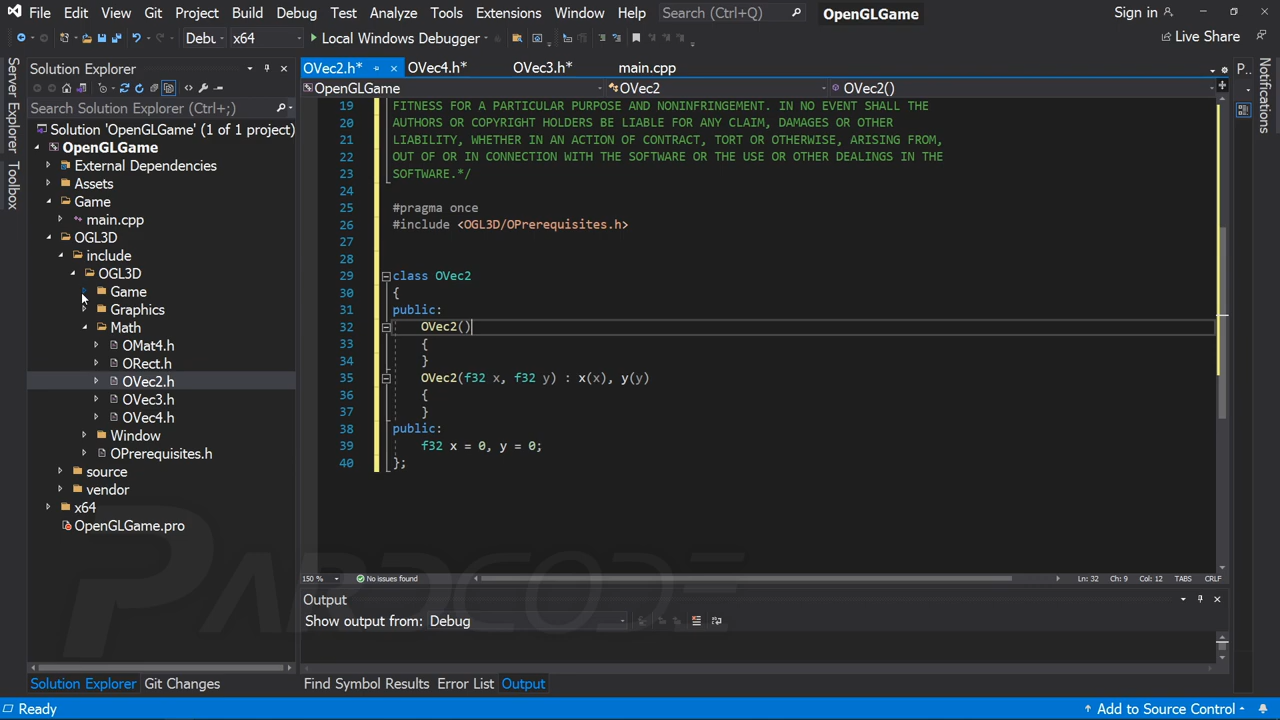 File Edit View Git Project Build Debug Test Analyze Tools Extensions Window Help Search (Ctrl+Q) OpenGLGame Sign in
Debu x64 Local Windows Debugger Live Share
Server Explorer
Toolbox
Solution Explorer
Search Solution Explorer (Ctrl+;)
Solution 'OpenGLGame' (1 of 1 project)
OpenGLGame
External Dependencies
Assets
Game
main.cpp
OGL3D
include
OGL3D
Game
Graphics
Math
OMat4.h
ORect.h
OVec2.h
OVec3.h
OVec4.h
Window
OPrerequisites.h
source
vendor
x64
OpenGLGame.pro
Solution Explorer Git Changes
OVec2.h* OVec4.h* OVec3.h* main.cpp
OpenGLGame OVec2 OVec2()
19 FITNESS FOR A PARTICULAR PURPOSE AND NONINFRINGEMENT. IN NO EVENT SHALL THE
20 AUTHORS OR COPYRIGHT HOLDERS BE LIABLE FOR ANY CLAIM, DAMAGES OR OTHER
21 LIABILITY, WHETHER IN AN ACTION OF CONTRACT, TORT OR OTHERWISE, ARISING FROM,
22 OUT OF OR IN CONNECTION WITH THE SOFTWARE OR THE USE OR OTHER DEALINGS IN THE
23 SOFTWARE.*/
24
25 #pragma once
26 #include <OGL3D/OPrerequisites.h>
27
28
29 class OVec2
30 {
31 public:
32 OVec2()
33 {
34 }
35 OVec2(f32 x, f32 y) : x(x), y(y)
36 {
37 }
38 public:
39 f32 x = 0, y = 0;
40 };
150 % No issues found Ln: 32 Ch: 9 Col: 12 TABS CRLF
Output
Show output from: Debug
Find Symbol Results Error List Output
P...
Notifications
PARDCODE
Ready Add to Source Control